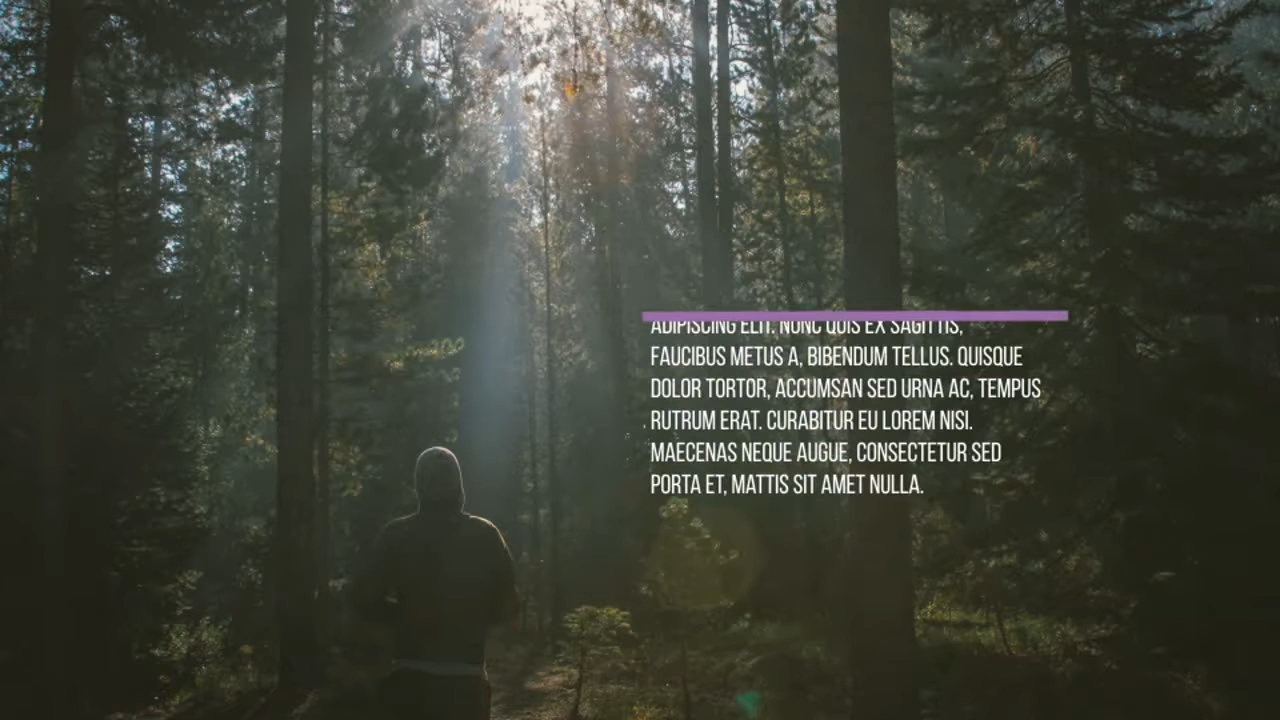 ADIPISCING ELIT. NUNC QUIS EX SAGITTIS,
FAUCIBUS METUS A, BIBENDUM TELLUS. QUISQUE
DOLOR TORTOR, ACCUMSAN SED URNA AC, TEMPUS
RUTRUM ERAT. CURABITUR EU LOREM NISI.
MAECENAS NEQUE AUGUE, CONSECTETUR SED
PORTA ET, MATTIS SIT AMET NULLA.